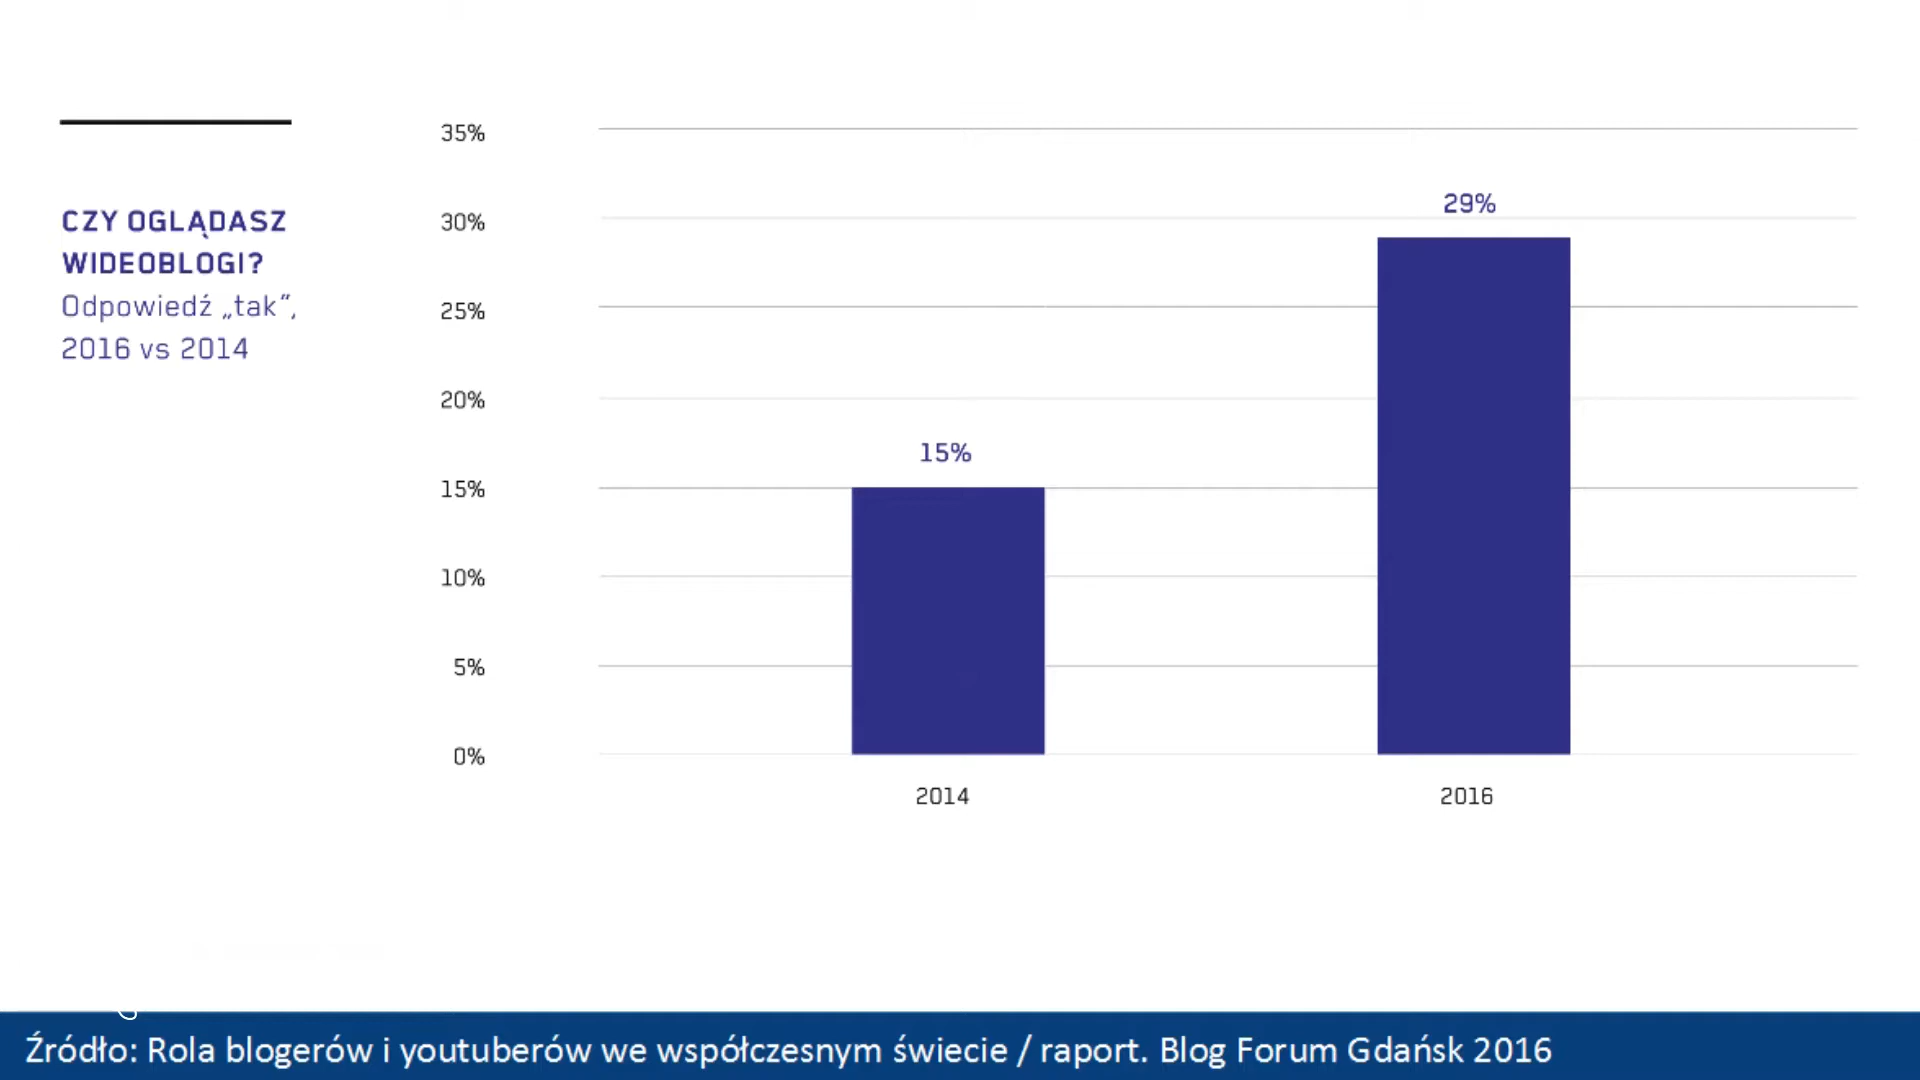 CZY OGLĄDASZ
WIDEOBLOGI?
Odpowiedź „tak”,
2016 vs 2014
35%
30%
25%
20%
15%
10%
5%
0%
15%
29%
2014
2016
Źródło: Rola blogerów i youtuberów we współczesnym świecie / raport. Blog Forum Gdańsk 2016